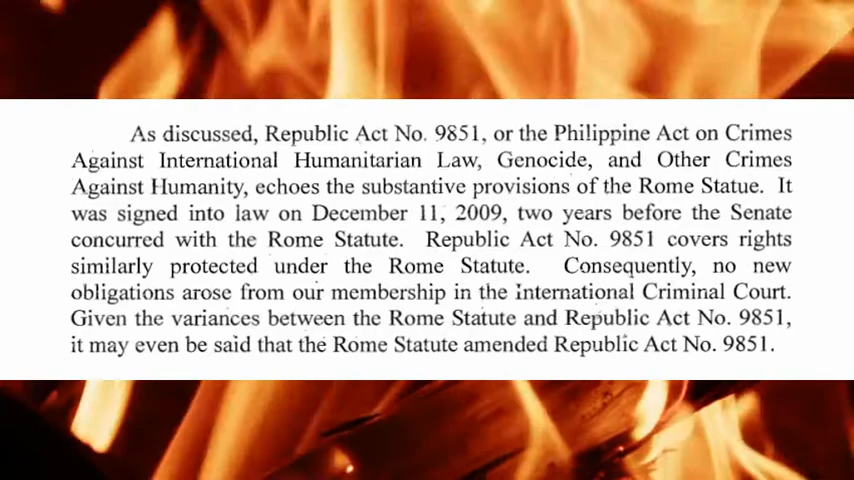 As discussed, Republic Act No. 9851, or the Philippine Act on Crimes
Against International Humanitarian Law, Genocide, and Other Crimes
Against Humanity, echoes the substantive provisions of the Rome Statue. It
was signed into law on December 11, 2009, two years before the Senate
concurred with the Rome Statute. Republic Act No. 9851 covers rights
similarly protected under the Rome Statute. Consequently, no new
obligations arose from our membership in the International Criminal Court.
Given the variances between the Rome Statute and Republic Act No. 9851,
it may even be said that the Rome Statute amended Republic Act No. 9851.